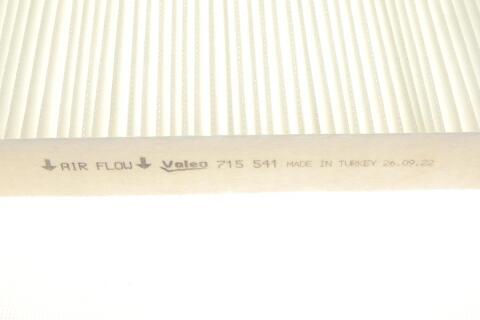 ↓ AIR FLOW ↓ Valeo 715 541 MADE IN TURKEY 26.09.22